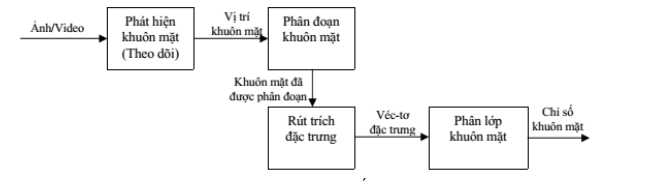 Ảnh/Video
Phát hiện
khuôn mặt
(Theo dõi)
Vị trí
khuôn mặt
Phân đoạn
khuôn mặt
Khuôn mặt đã
được phân đoạn
Rút trích
đặc trưng
Véc-tơ
đặc trưng
Phân lớp
khuôn mặt
Chỉ số
khuôn mặt